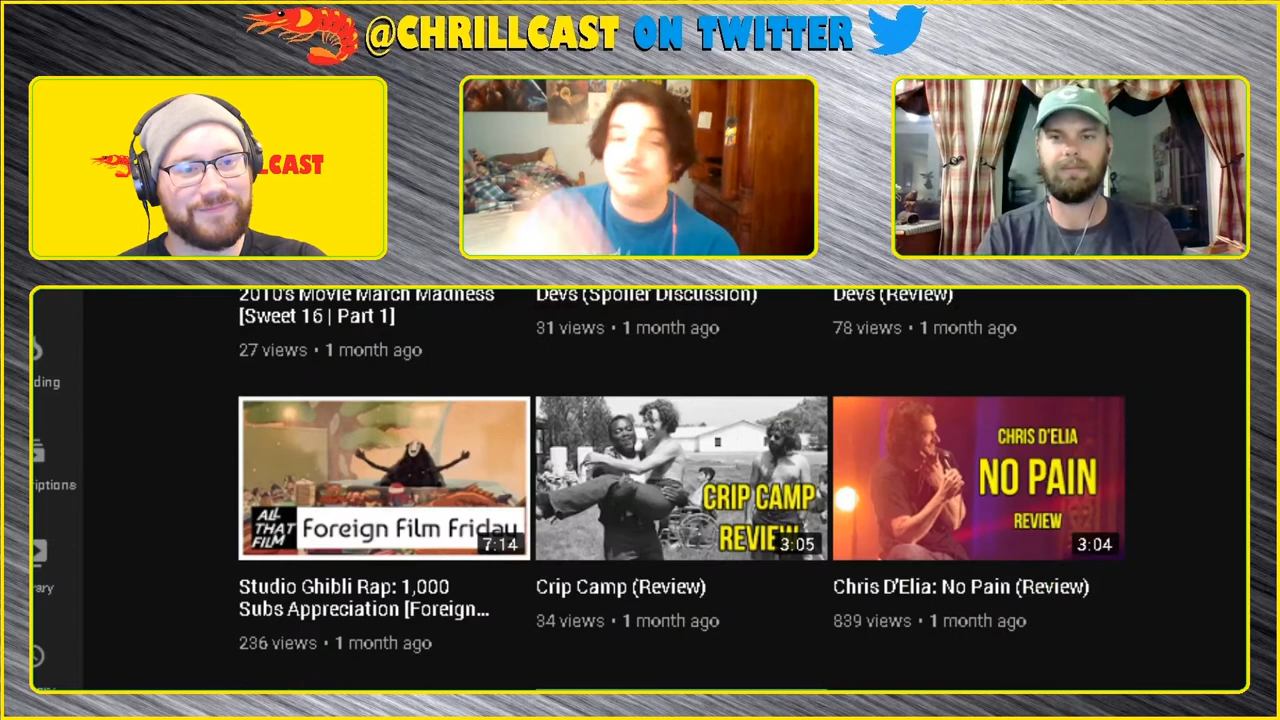 @CHRILLCAST ON TWITTER
LCAST
C
2010's Movie March Madness
[Sweet 16 | Part 1]
27 views • 1 month ago
Devs (Spoiler Discussion)
31 views • 1 month ago
Devs (Review)
78 views • 1 month ago
ding
iptions
ary
ALL
THAT
FILM
Foreign Film Friday
7:14
Studio Ghibli Rap: 1,000
Subs Appreciation [Foreign...
236 views • 1 month ago
CRIP CAMP
REVIEW
3:05
Crip Camp (Review)
34 views • 1 month ago
CHRIS D'ELIA
NO PAIN
REVIEW
3:04
Chris D'Elia: No Pain (Review)
839 views • 1 month ago